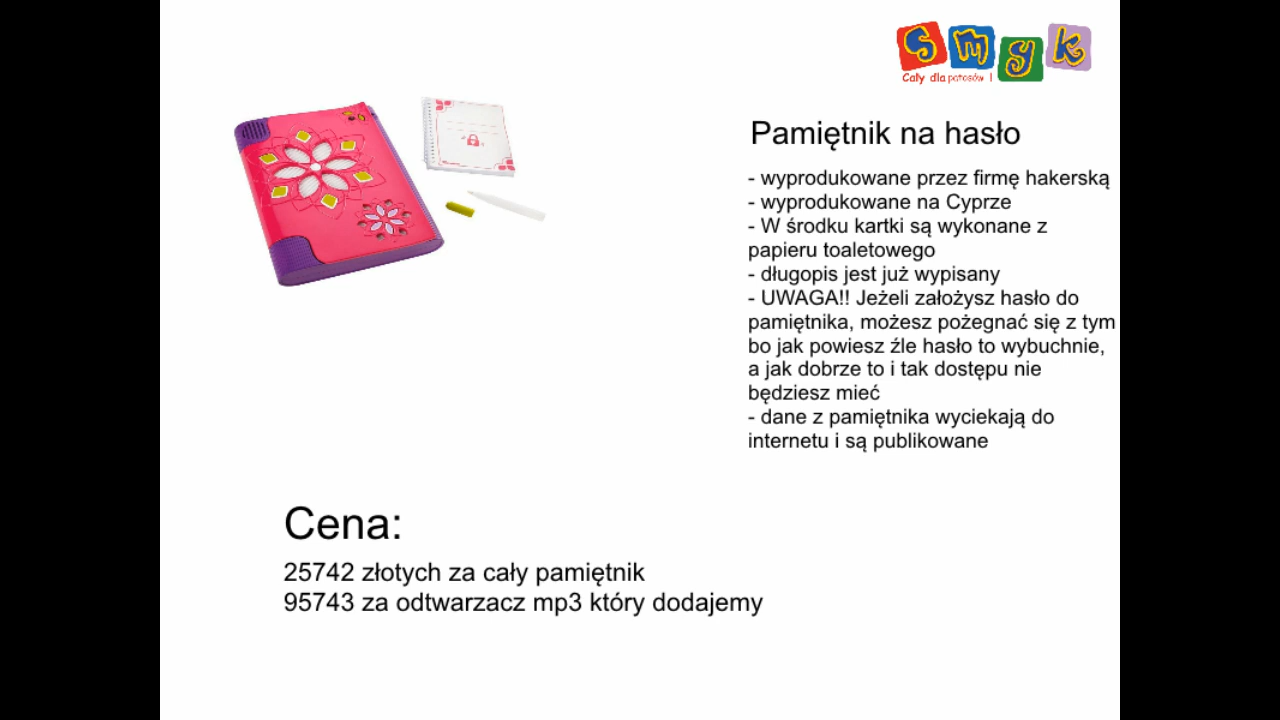 smyk
Cały dla patosów !
Pamiętnik na hasło
- wyprodukowane przez firmę hakerską
- wyprodukowane na Cyprze
- W środku kartki są wykonane z
papieru toaletowego
- długopis jest już wypisany
- UWAGA!! Jeżeli założysz hasło do
pamiętnika, możesz pożegnać się z tym
bo jak powiesz źle hasło to wybuchnie,
a jak dobrze to i tak dostępu nie
będziesz mieć
- dane z pamiętnika wyciekają do
internetu i są publikowane
Cena:
25742 złotych za cały pamiętnik
95743 za odtwarzacz mp3 który dodajemy